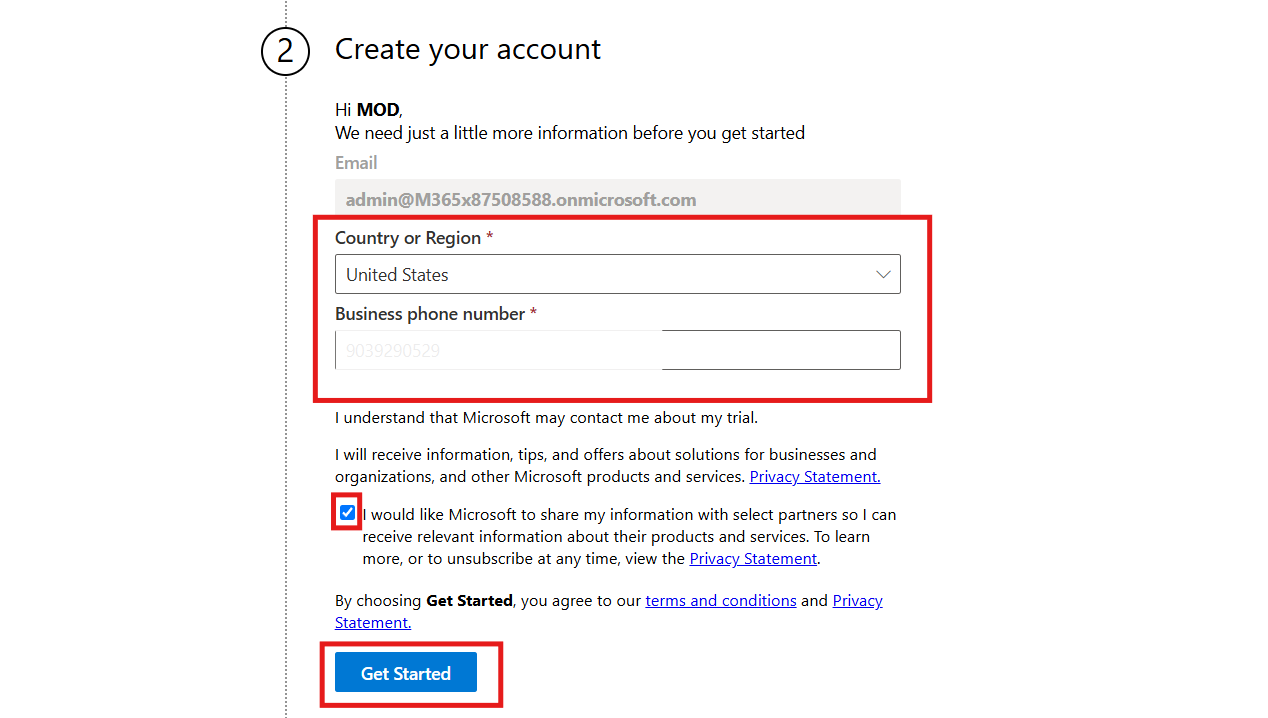 2
Create your account
Hi MOD,
We need just a little more information before you get started
Email
admin@M365x87508588.onmicrosoft.com
Country or Region *
United States
Business phone number *
9039290529
I understand that Microsoft may contact me about my trial.
I will receive information, tips, and offers about solutions for businesses and
organizations, and other Microsoft products and services. Privacy Statement.
I would like Microsoft to share my information with select partners so I can
receive relevant information about their products and services. To learn
more, or to unsubscribe at any time, view the Privacy Statement.
By choosing Get Started, you agree to our terms and conditions and Privacy
Statement.
Get Started